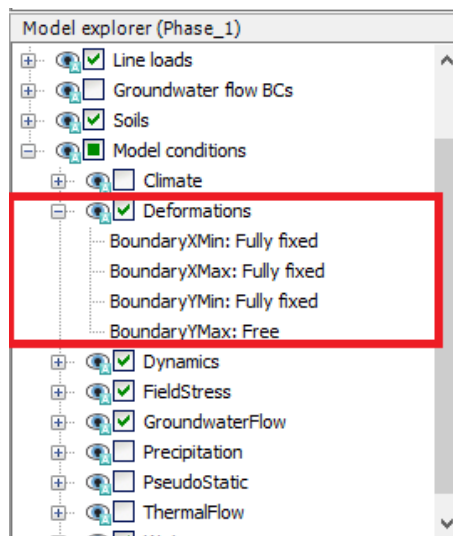 Model explorer (Phase_1)
Line loads
Groundwater flow BCs
Soils
Model conditions
Climate
Deformations
BoundaryXMin: Fully fixed
BoundaryXMax: Fully fixed
BoundaryYMin: Fully fixed
BoundaryYMax: Free
Dynamics
FieldStress
GroundwaterFlow
Precipitation
PseudoStatic
ThermalFlow